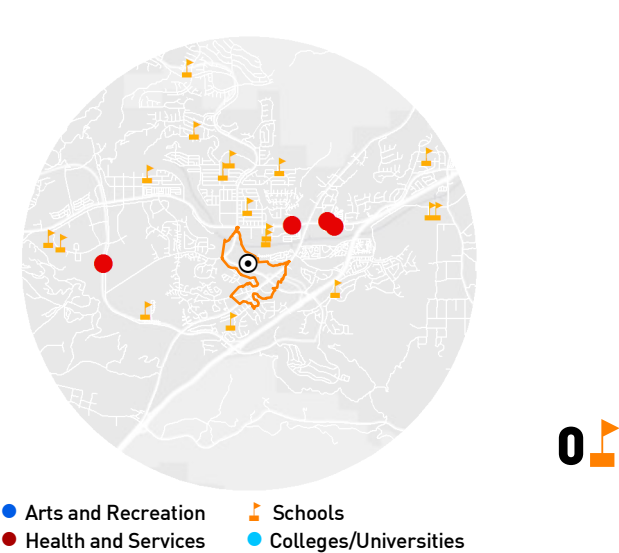 0
Arts and Recreation
Schools
Health and Services
Colleges/Universities